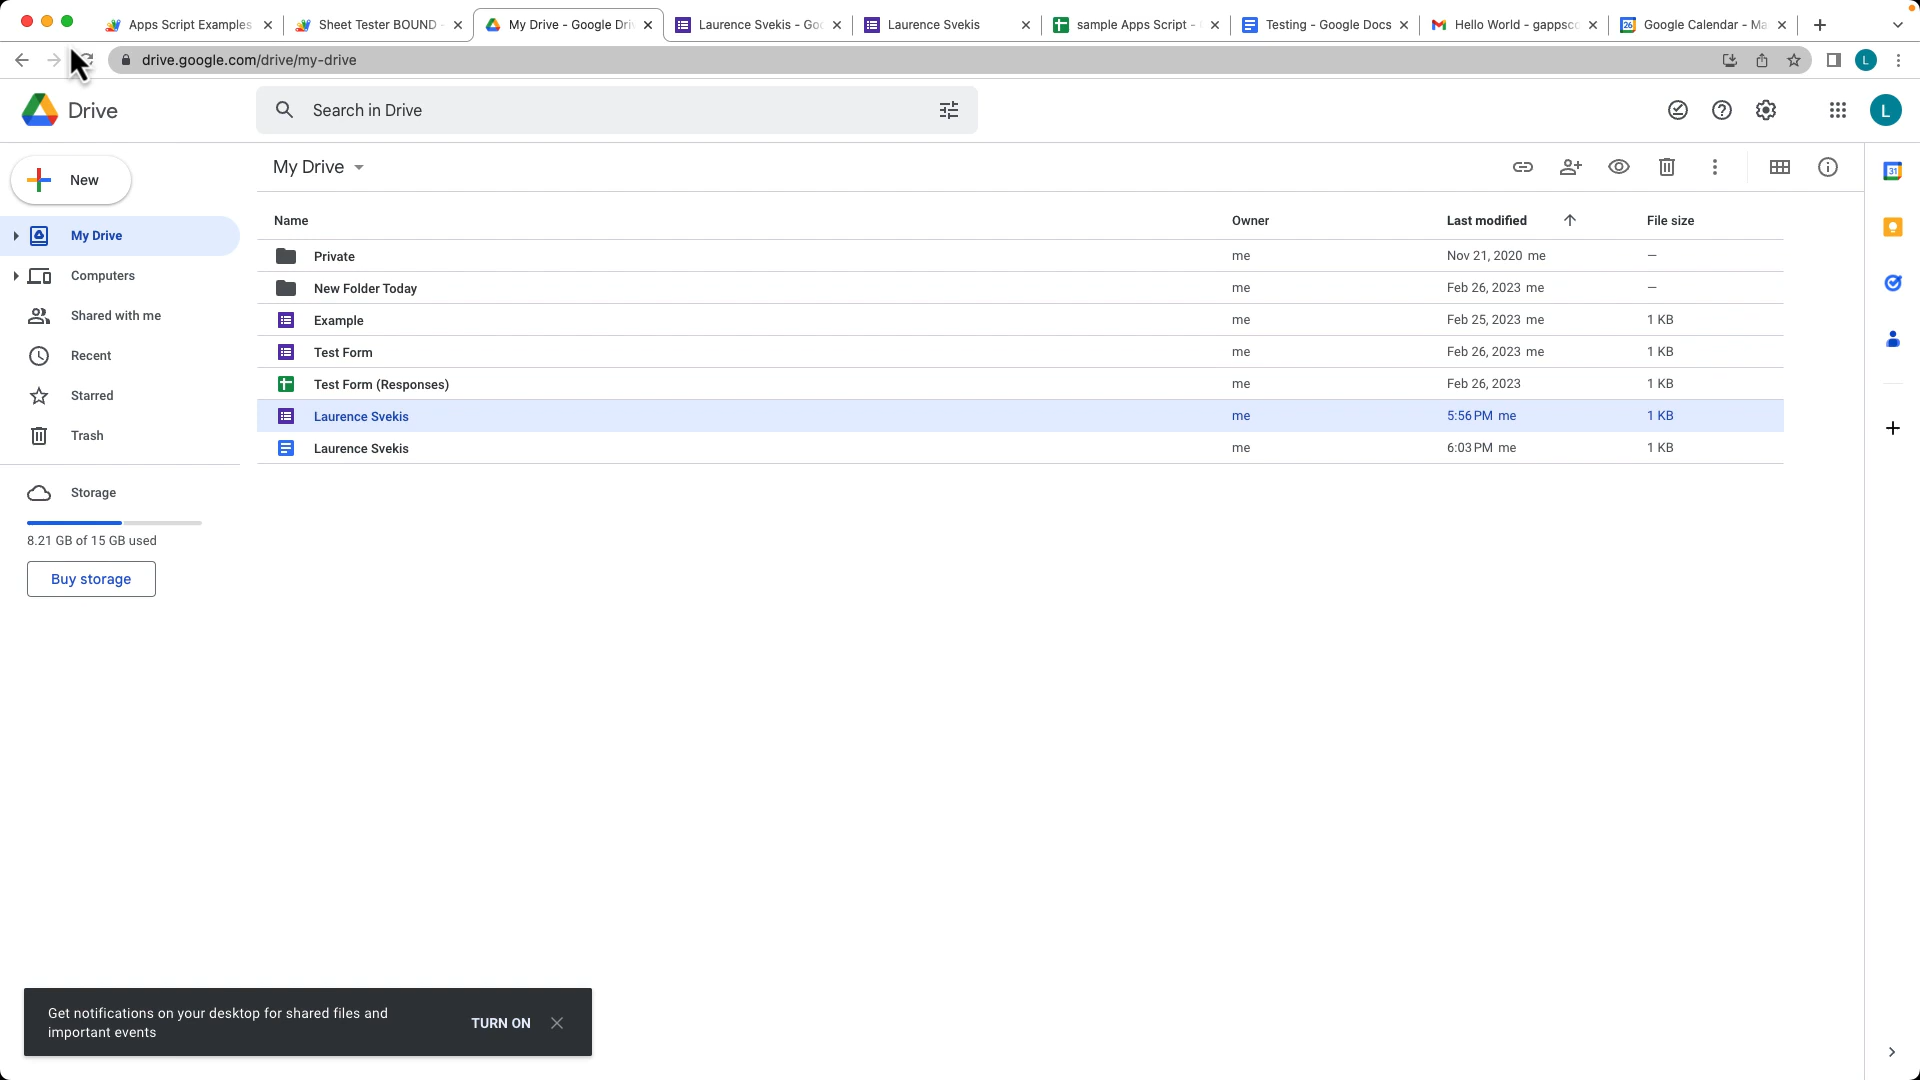 Apps Script Examples
Sheet Tester BOUND -
My Drive - Google Dri
Laurence Svekis - Goo
Laurence Svekis
sample Apps Script -
Testing - Google Docs
Hello World - gappsco
Google Calendar - Ma
drive.google.com/drive/my-drive
L
Drive
Search in Drive
L
New
My Drive
My Drive
Computers
Shared with me
Recent
Starred
Trash
Storage
8.21 GB of 15 GB used
Buy storage
Name Owner Last modified File size
Private me Nov 21, 2020 me —
New Folder Today me Feb 26, 2023 me —
Example me Feb 25, 2023 me 1 KB
Test Form me Feb 26, 2023 me 1 KB
Test Form (Responses) me Feb 26, 2023 1 KB
Laurence Svekis me 5:56 PM me 1 KB
Laurence Svekis me 6:03 PM me 1 KB
31
Get notifications on your desktop for shared files and
important events
TURN ON